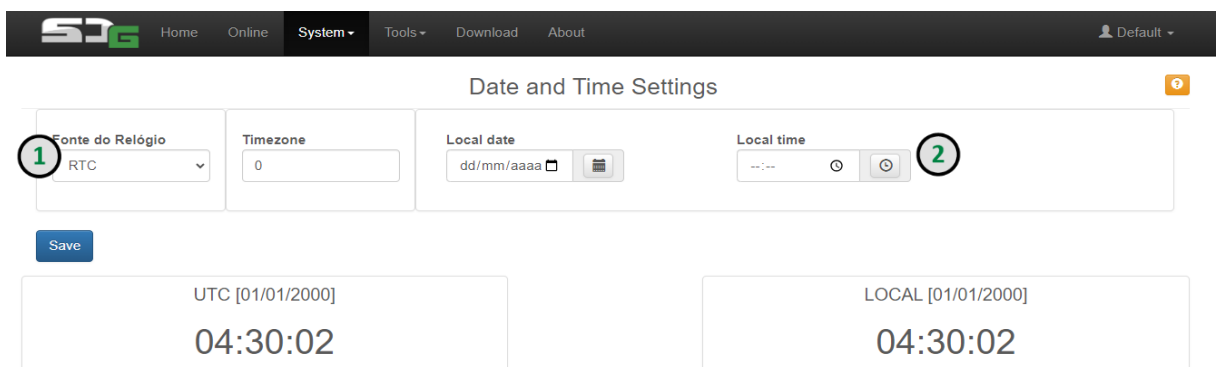 SDG Home Online System Tools Download About Default
Date and Time Settings
?
Fonte do Relógio Timezone Local date Local time
1 RTC 0 dd/mm/aaaa --:-- 2
Save
UTC [01/01/2000] LOCAL [01/01/2000]
04:30:02 04:30:02